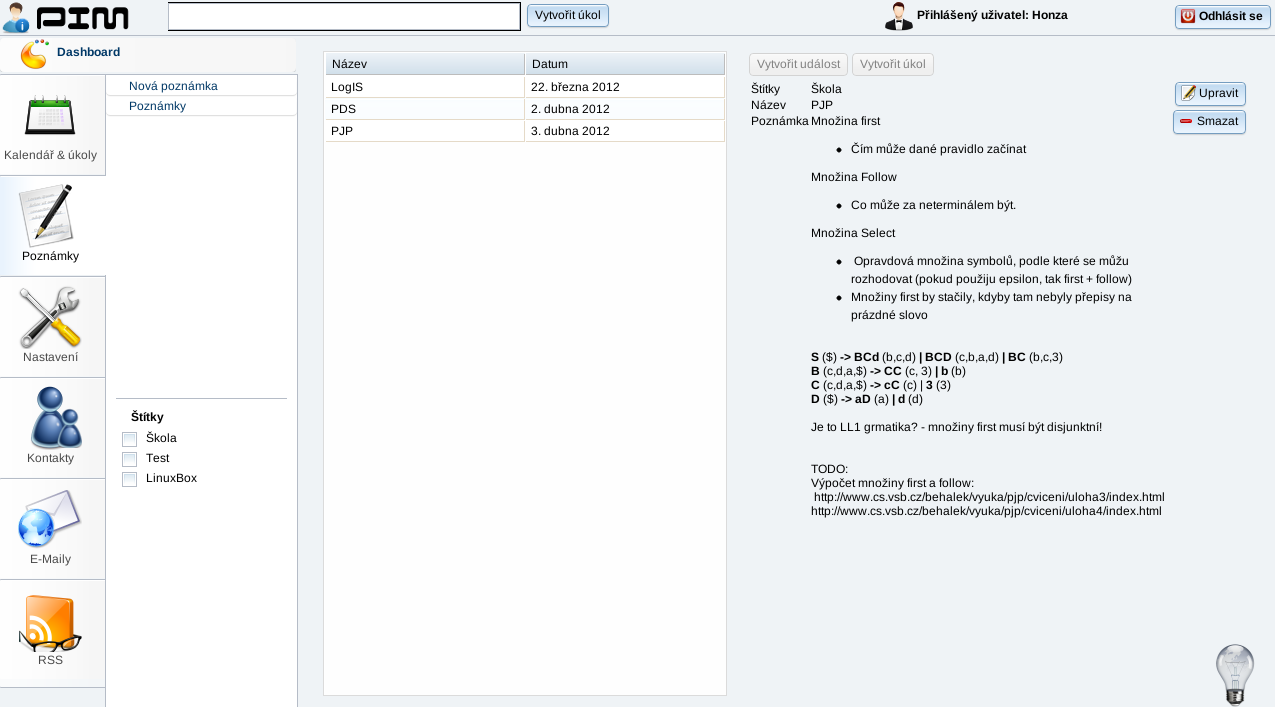 PIM
Vytvořit úkol
Přihlášený uživatel: Honza
Odhlásit se
Dashboard
Nová poznámka
Poznámky
Kalendář & úkoly
Poznámky
Nastavení
Kontakty
E-Maily
RSS
Štítky
Škola
Test
LinuxBox
Název Datum
LogIS 22. března 2012
PDS 2. dubna 2012
PJP 3. dubna 2012
Vytvořit událost Vytvořit úkol
Štítky Škola
Název PJP
Poznámka Množina first
Upravit
Smazat
• Čím může dané pravidlo začínat
Množina Follow
• Co může za neterminálem být.
Množina Select
• Opravdová množina symbolů, podle které se můžu
rozhodovat (pokud použiju epsilon, tak first + follow)
• Množiny first by stačily, kdyby tam nebyly přepisy na
prázdné slovo
S ($) -> BCd (b,c,d) | BCD (c,b,a,d) | BC (b,c,3)
B (c,d,a,$) -> CC (c, 3) | b (b)
C (c,d,a,$) -> cC (c) | 3 (3)
D ($) -> aD (a) | d (d)
Je to LL1 grmatika? - množiny first musí být disjunktní!
TODO:
Výpočet množiny first a follow:
http://www.cs.vsb.cz/behalek/vyuka/pjp/cviceni/uloha3/index.html
http://www.cs.vsb.cz/behalek/vyuka/pjp/cviceni/uloha4/index.html